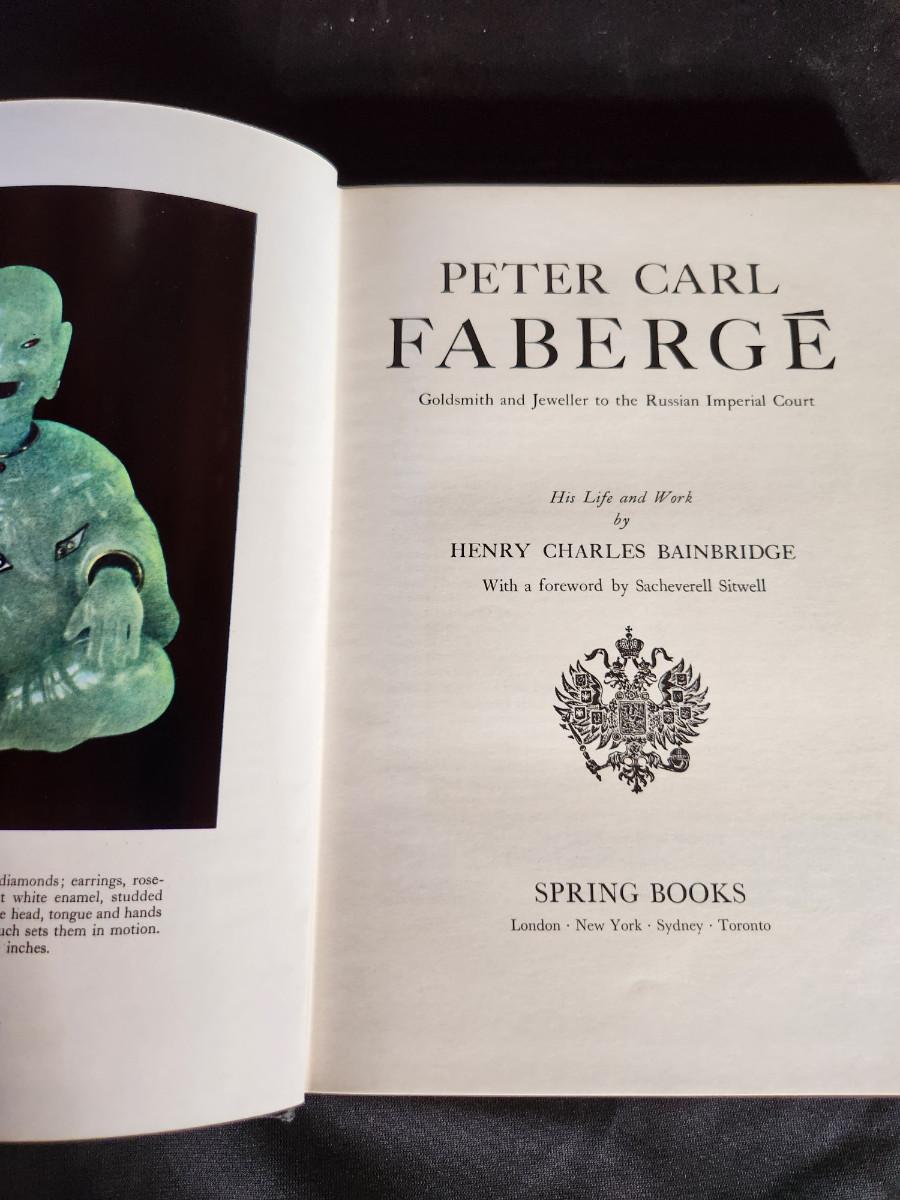 diamonds; earrings, rose-
t white enamel, studded
e head, tongue and hands
uch sets them in motion.
inches.
PETER CARL
FABERGÉ
Goldsmith and Jeweller to the Russian Imperial Court
His Life and Work
by
HENRY CHARLES BAINBRIDGE
With a foreword by Sacheverell Sitwell
SPRING BOOKS
London · New York · Sydney · Toronto